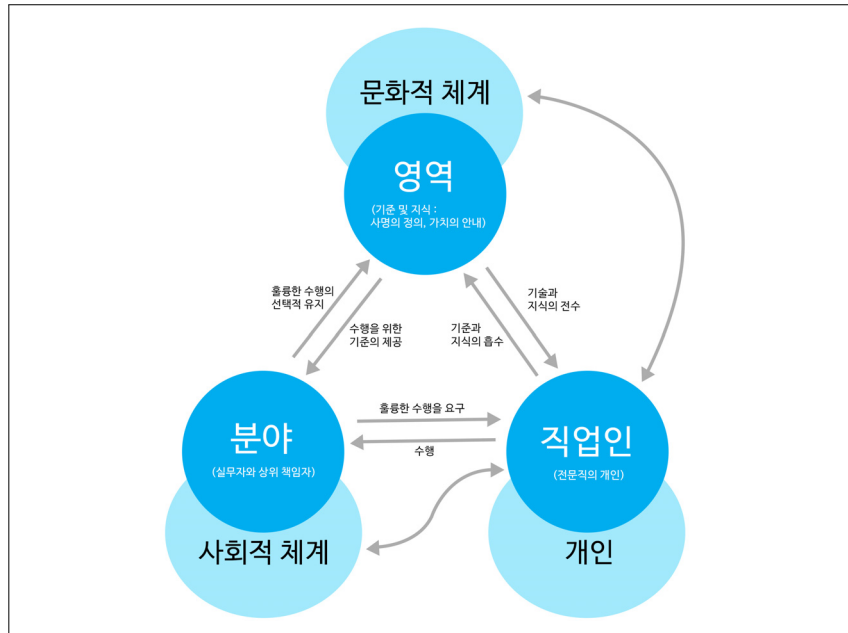 문화적 체계
영역
(기준 및 지식 :
사명의 정의, 가치의 안내)
훌륭한 수행의
선택적 유지
수행을 위한
기준의 제공
기준과
지식의 흡수
기술과
지식의 전수
분야
(실무자와 상위 책임자)
사회적 체계
훌륭한 수행을 요구
수행
직업인
(전문직의 개인)
개인